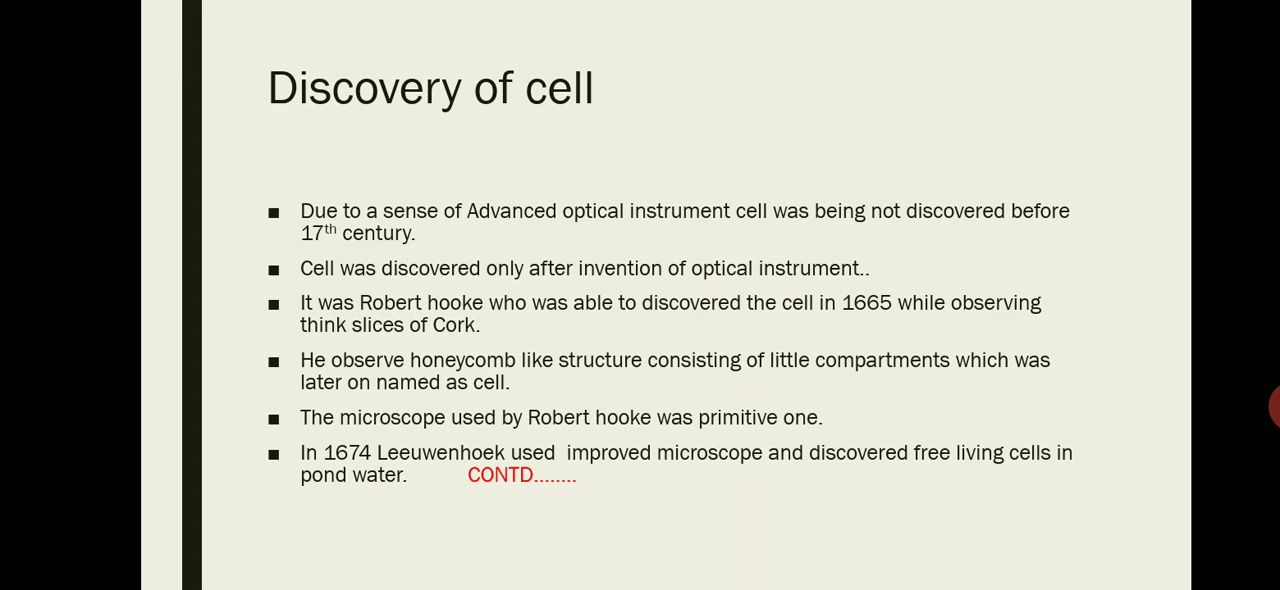 Discovery of cell
■ Due to a sense of Advanced optical instrument cell was being not discovered before
17th century.
■ Cell was discovered only after invention of optical instrument..
■ It was Robert hooke who was able to discovered the cell in 1665 while observing
think slices of Cork.
■ He observe honeycomb like structure consisting of little compartments which was
later on named as cell.
■ The microscope used by Robert hooke was primitive one.
■ In 1674 Leeuwenhoek used  improved microscope and discovered free living cells in
pond water. CONTD........